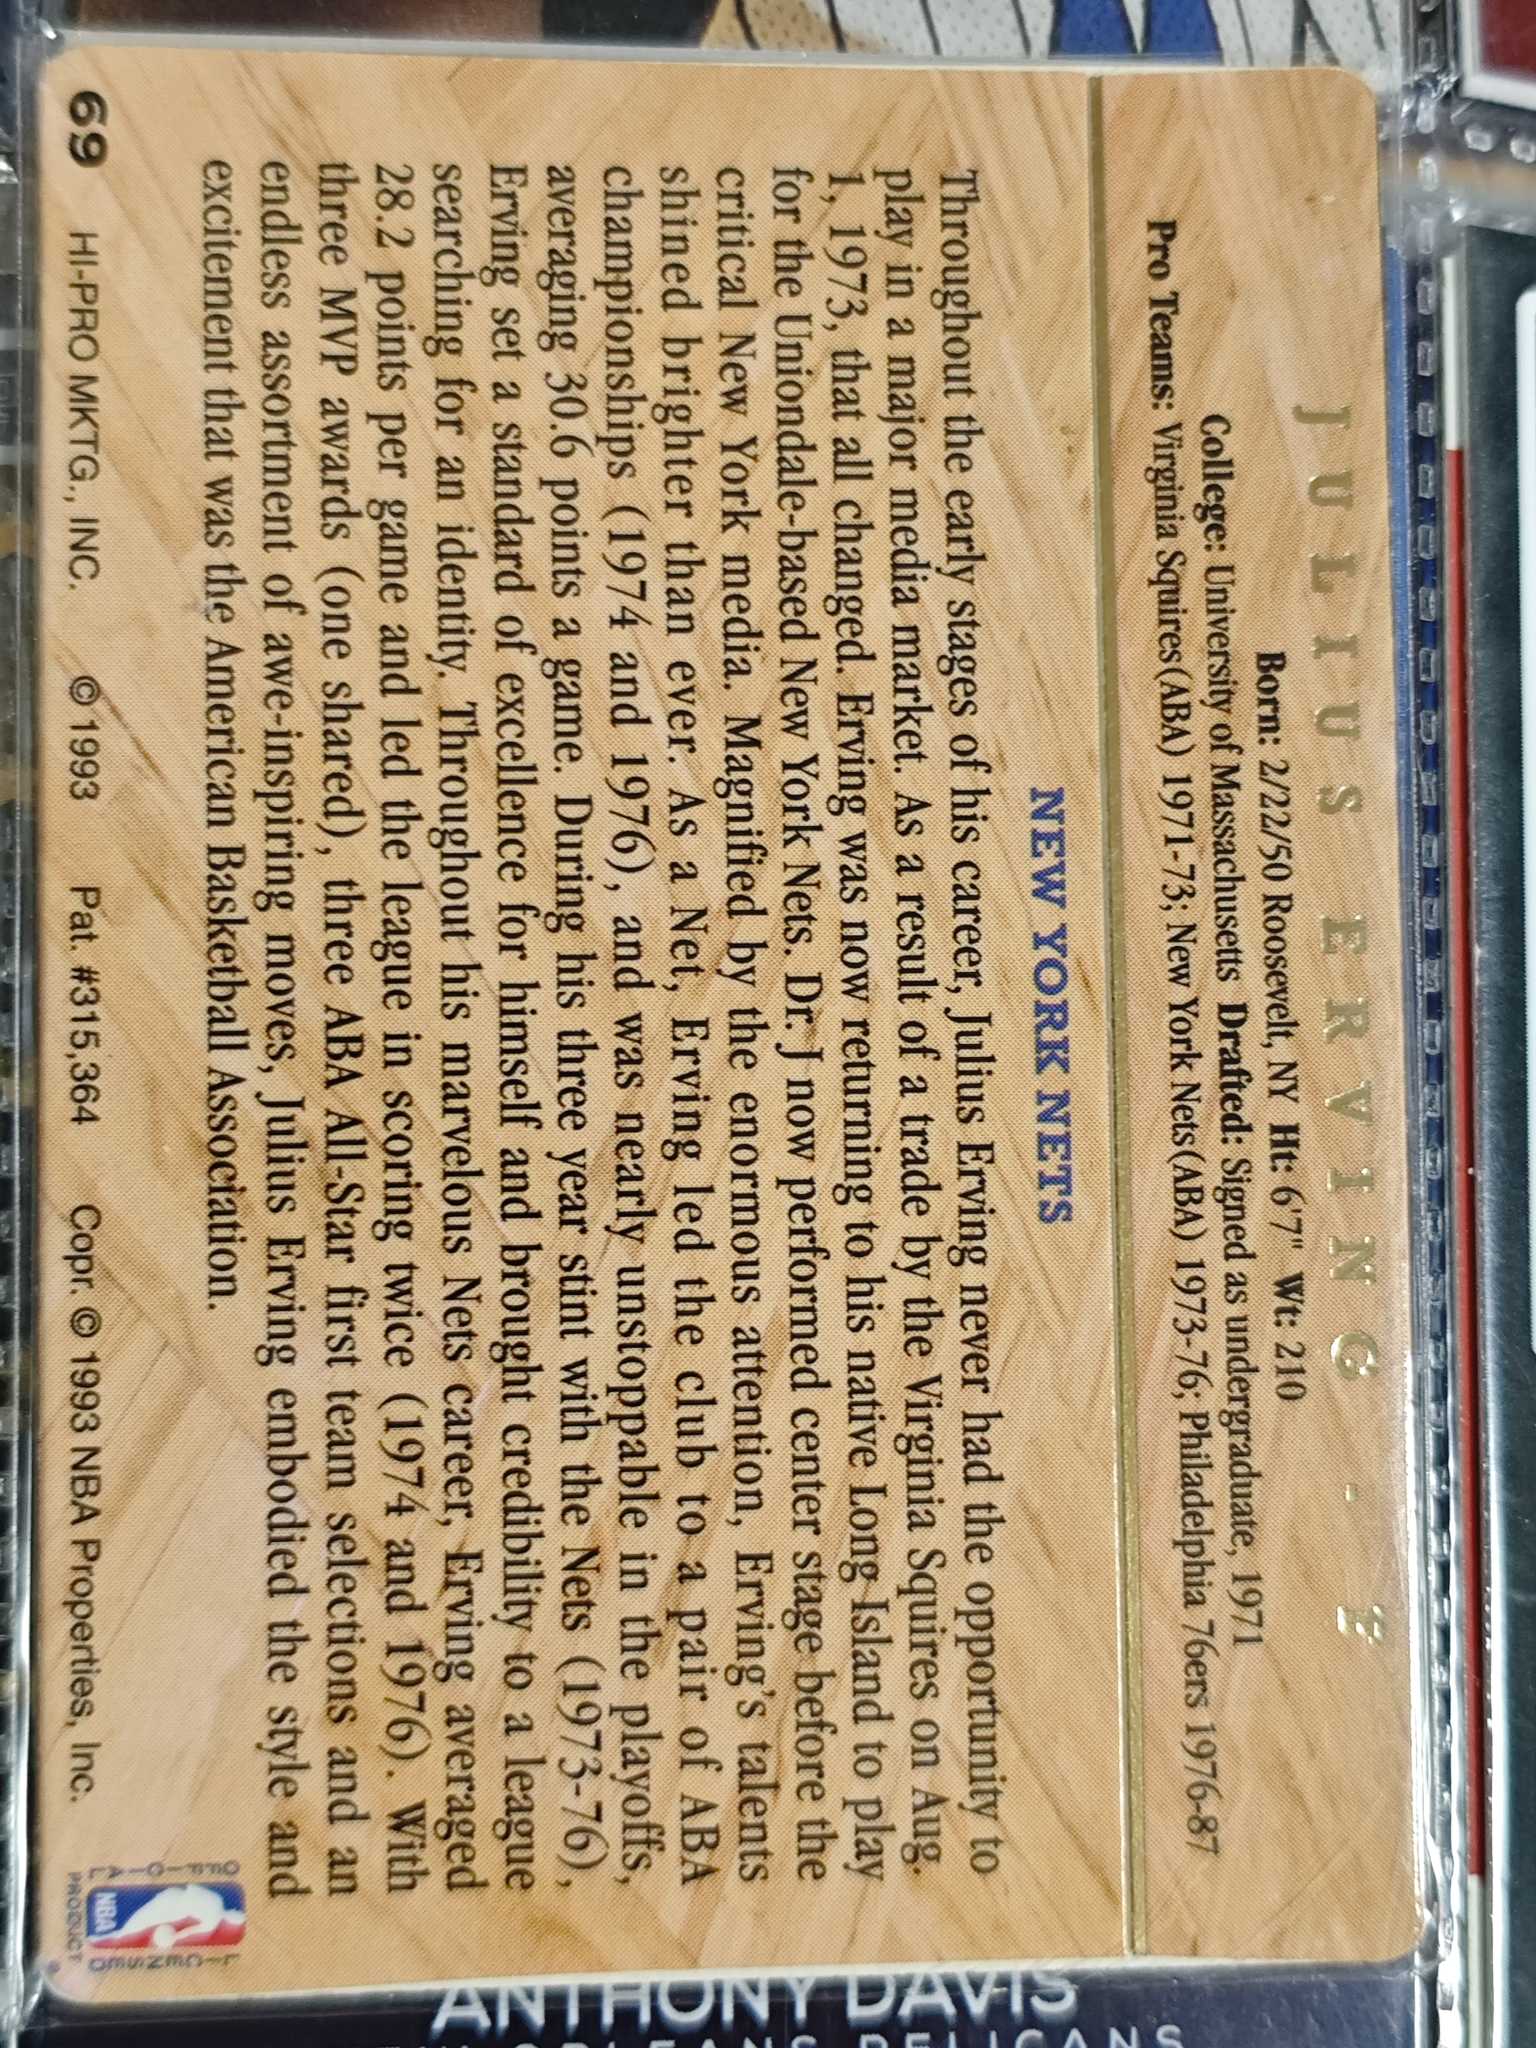 JULIUS ERVING - F
Born: 2/22/50 Roosevelt, NY Ht: 6'7" Wt: 210
College: University of Massachusetts Drafted: Signed as undergraduate, 1971
Pro Teams: Virginia Squires(ABA) 1971-73; New York Nets(ABA) 1973-76; Philadelphia 76ers 1976-87
NEW YORK NETS
Throughout the early stages of his career, Julius Erving never had the opportunity to
play in a major media market. As a result of a trade by the Virginia Squires on Aug.
1, 1973, that all changed. Erving was now returning to his native Long Island to play
for the Uniondale-based New York Nets. Dr. J now performed center stage before the
critical New York media. Magnified by the enormous attention, Erving's talents
shined brighter than ever. As a Net, Erving led the club to a pair of ABA
championships (1974 and 1976), and was nearly unstoppable in the playoffs,
averaging 30.6 points a game. During his three year stint with the Nets (1973-76),
Erving set a standard of excellence for himself and brought credibility to a league
searching for an identity. Throughout his marvelous Nets career, Erving averaged
28.2 points per game and led the league in scoring twice (1974 and 1976). With
three MVP awards (one shared), three ABA All-Star first team selections and an
endless assortment of awe-inspiring moves, Julius Erving embodied the style and
excitement that was the American Basketball Association.
69 HI-PRO MKTG., INC. © 1993 Pat. #315,364 Copr. © 1993 NBA Properties, Inc.
OFFICIAL
NBA
LICENSED
PRODUCT
ANTHONY DAVIS
PELICANS